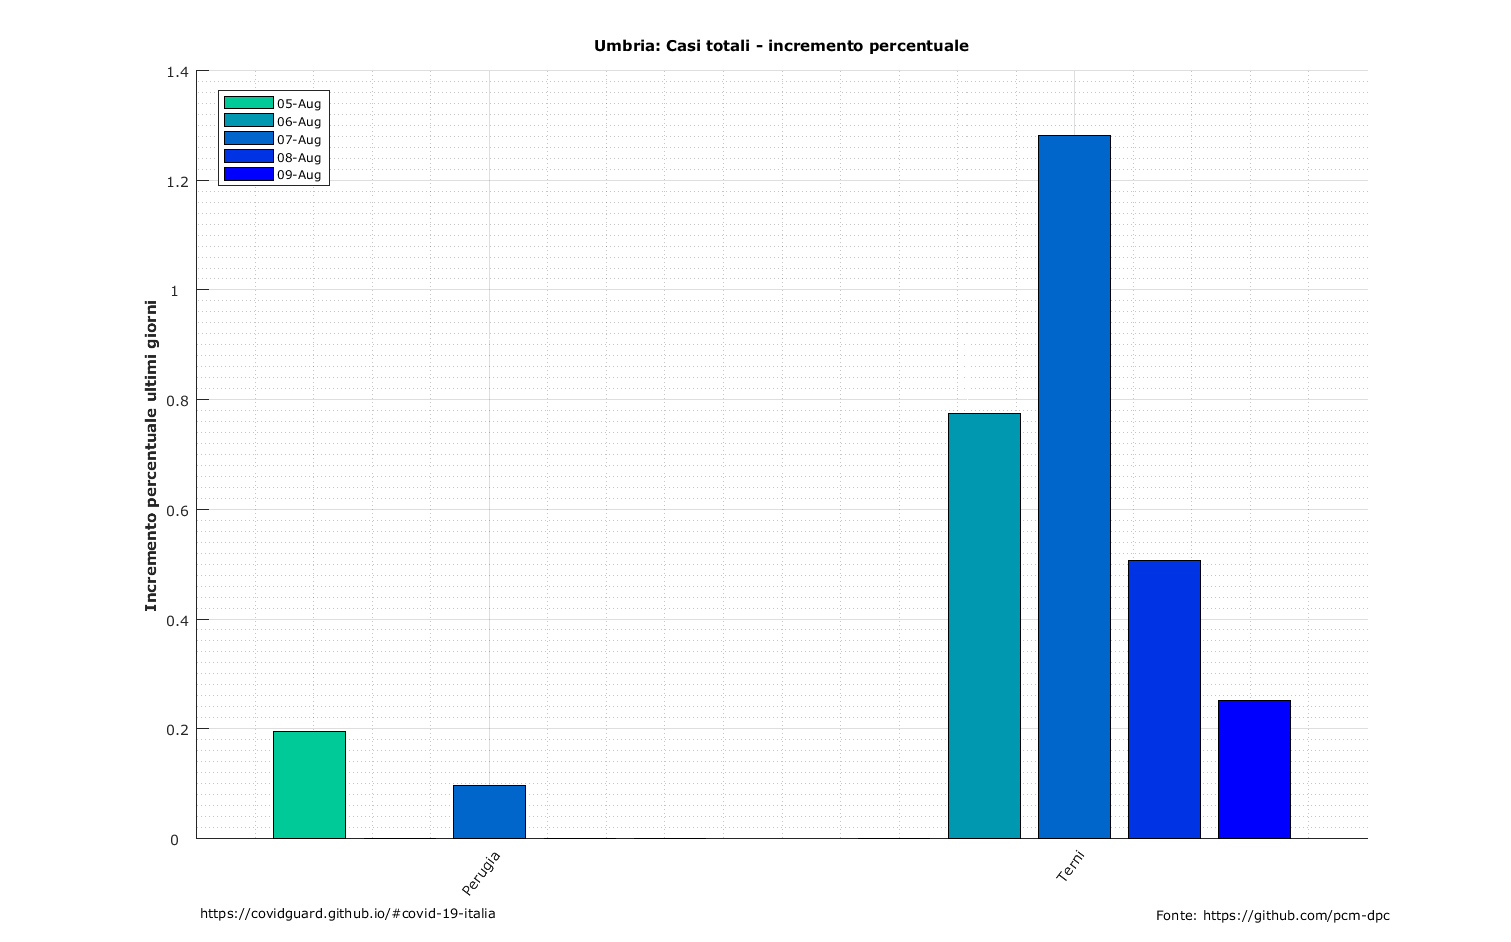 Umbria: Casi totali - incremento percentuale
1.4
1.2
1
0.8
0.6
0.4
0.2
0
05-Aug
06-Aug
07-Aug
08-Aug
09-Aug
Incremento percentuale ultimi giorni
Perugia
Terni
https://covidguard.github.io/#covid-19-italia
Fonte: https://github.com/pcm-dpc